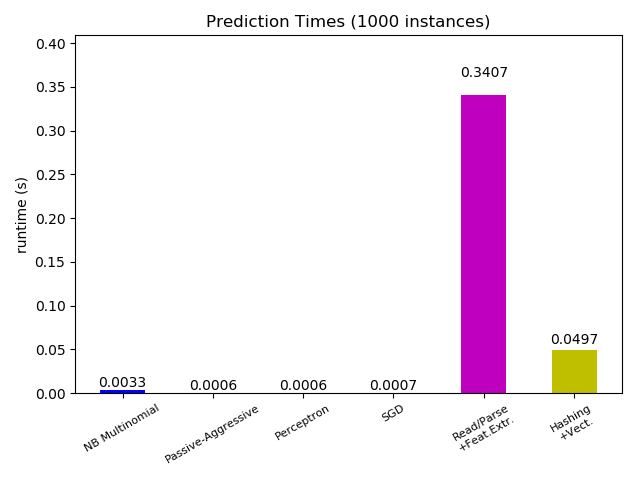 Prediction Times (1000 instances)
runtime (s)
0.40
0.35
0.30
0.25
0.20
0.15
0.10
0.05
0.00
0.0033
0.0006
0.0006
0.0007
0.3407
0.0497
NB Multinomial
Passive-Aggressive
Perceptron
SGD
Read/Parse
+Feat.Extr.
Hashing
+Vect.